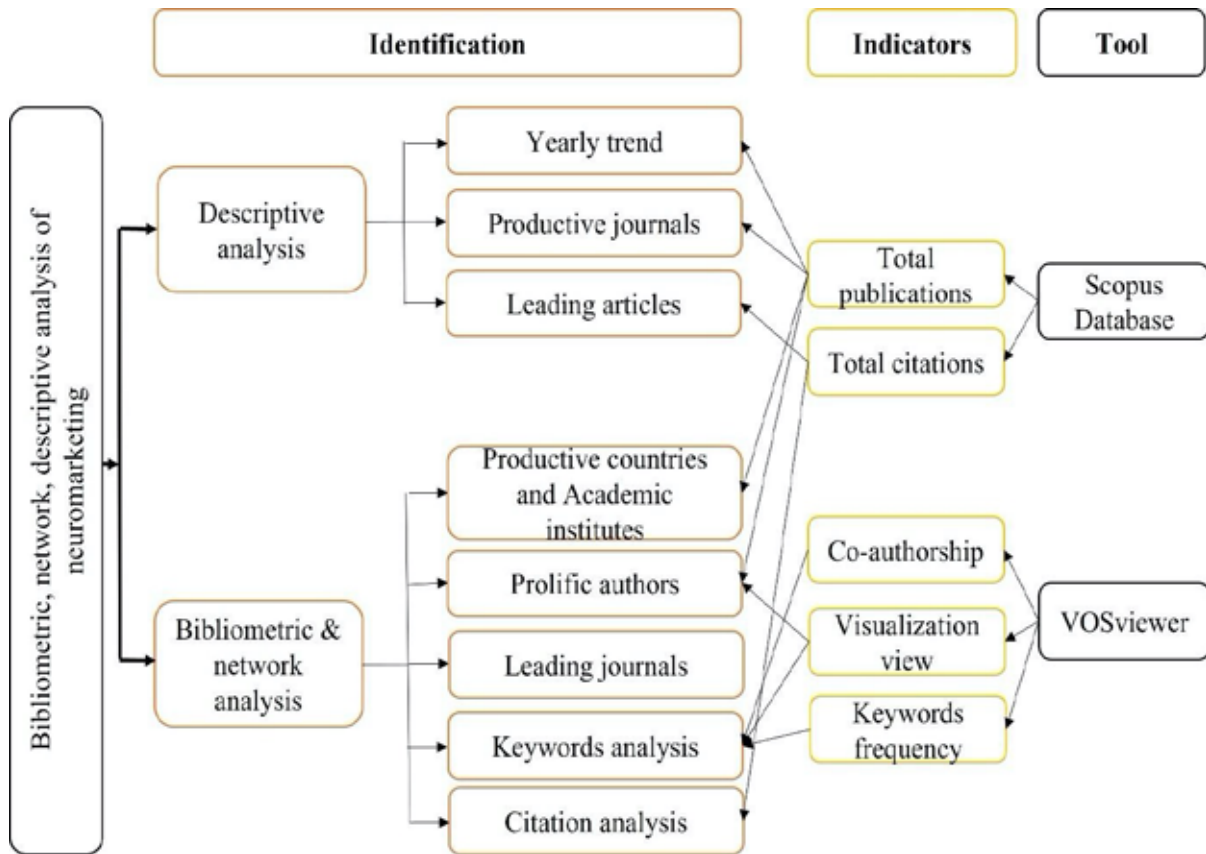 Identification
Indicators
Tool
Bibliometric, network, descriptive analysis of
neuromarketing
Descriptive
analysis
Yearly trend
Productive journals
Leading articles
Total
publications
Total citations
Scopus
Database
Bibliometric &
network
analysis
Productive countries
and Academic
institutes
Prolific authors
Leading journals
Keywords analysis
Citation analysis
Co-authorship
Visualization
view
Keywords
frequency
VOSviewer